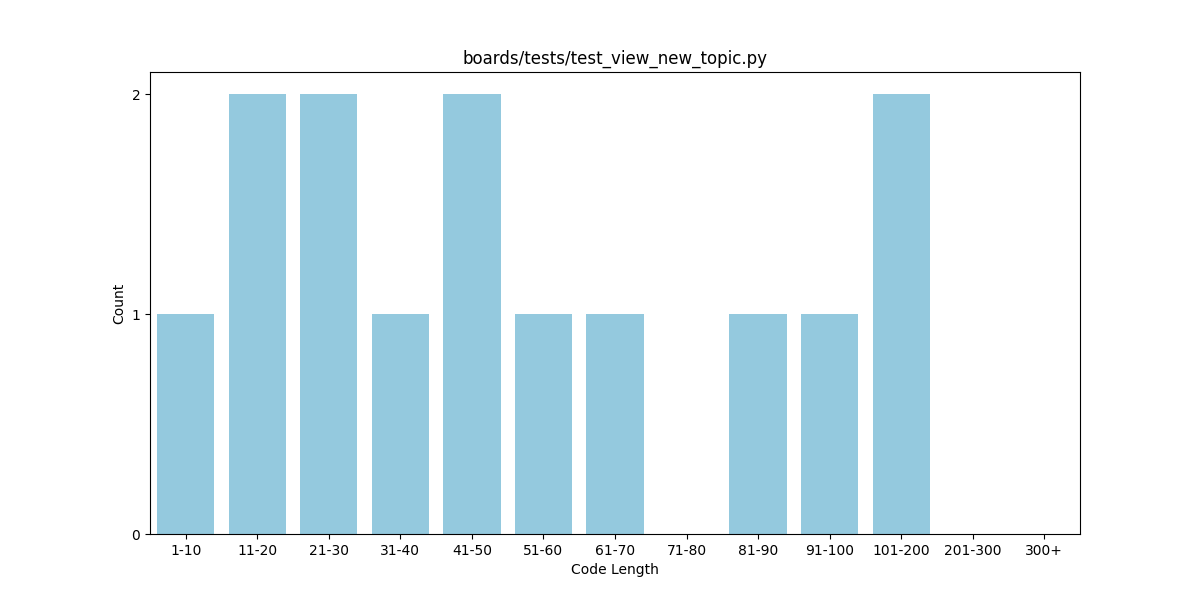 boards/tests/test_view_new_topic.py
2
1
0
Count
1-10 11-20 21-30 31-40 41-50 51-60 61-70 71-80 81-90 91-100 101-200 201-300 300+
Code Length